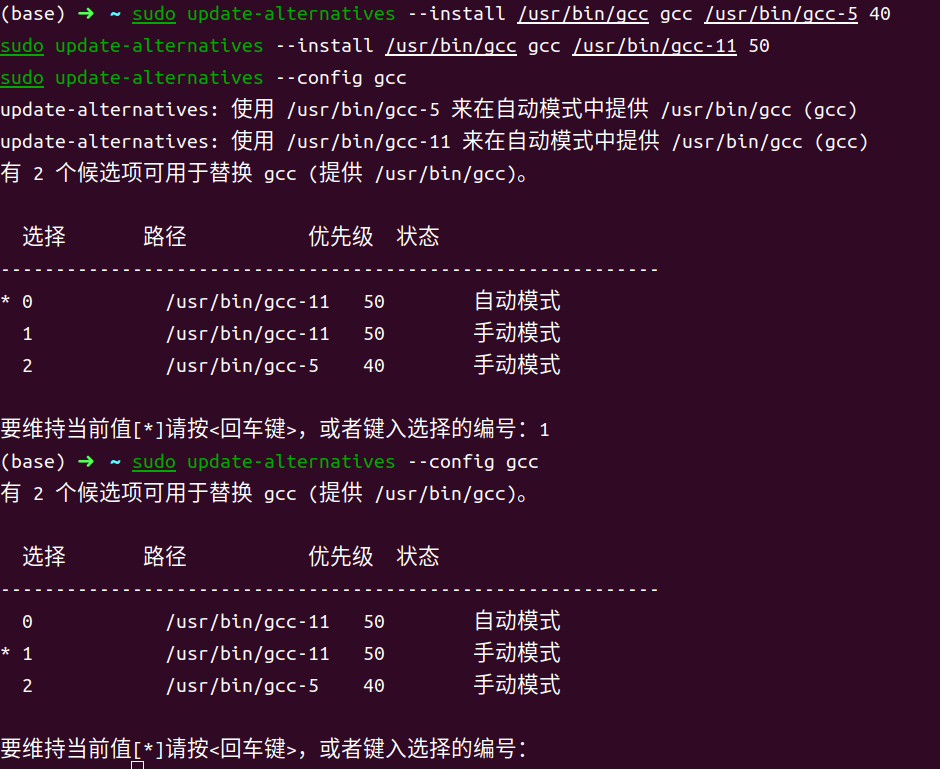 (base) ➜ ~ sudo update-alternatives --install /usr/bin/gcc gcc /usr/bin/gcc-5 40
sudo update-alternatives --install /usr/bin/gcc gcc /usr/bin/gcc-11 50
sudo update-alternatives --config gcc
update-alternatives: 使用 /usr/bin/gcc-5 来在自动模式中提供 /usr/bin/gcc (gcc)
update-alternatives: 使用 /usr/bin/gcc-11 来在自动模式中提供 /usr/bin/gcc (gcc)
有 2 个候选项可用于替换 gcc (提供 /usr/bin/gcc)。
选择 路径 优先级 状态
------------------------------------------------------------
* 0 /usr/bin/gcc-11 50 自动模式
1 /usr/bin/gcc-11 50 手动模式
2 /usr/bin/gcc-5 40 手动模式
要维持当前值[*]请按<回车键>，或者键入选择的编号：1
(base) ➜ ~ sudo update-alternatives --config gcc
有 2 个候选项可用于替换 gcc (提供 /usr/bin/gcc)。
选择 路径 优先级 状态
------------------------------------------------------------
0 /usr/bin/gcc-11 50 自动模式
* 1 /usr/bin/gcc-11 50 手动模式
2 /usr/bin/gcc-5 40 手动模式
要维持当前值[*]请按<回车键>，或者键入选择的编号：